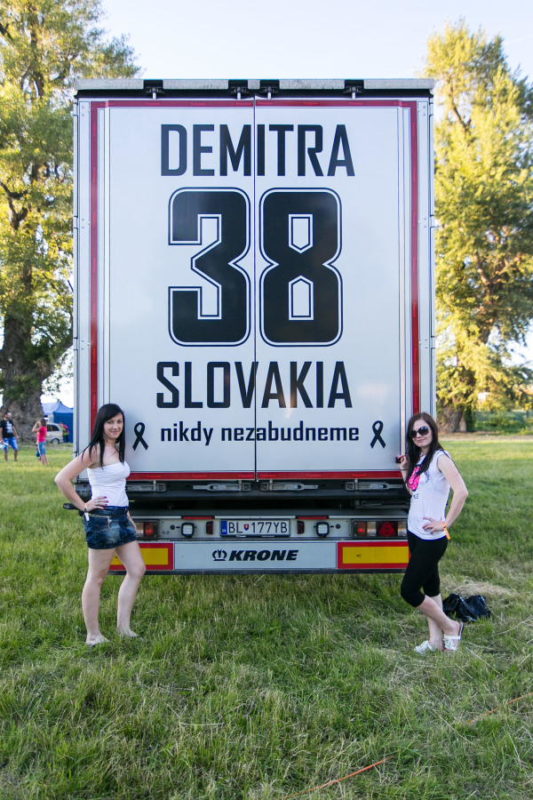 DEMITRA
38
SLOVAKIA
nikdy nezabudneme
BL·177YB
KRONE